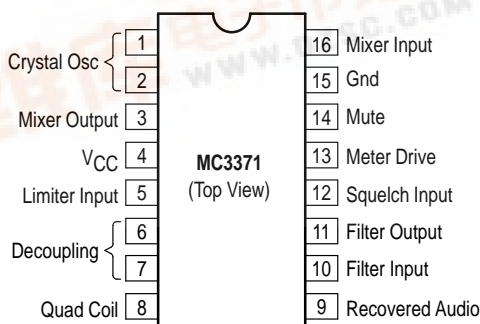 Crystal Osc
1
2
Mixer Output 3
VCC 4
Limiter Input 5
Decoupling
6
7
Quad Coil 8
MC3371
(Top View)
16 Mixer Input
15 Gnd
14 Mute
13 Meter Drive
12 Squelch Input
11 Filter Output
10 Filter Input
9 Recovered Audio